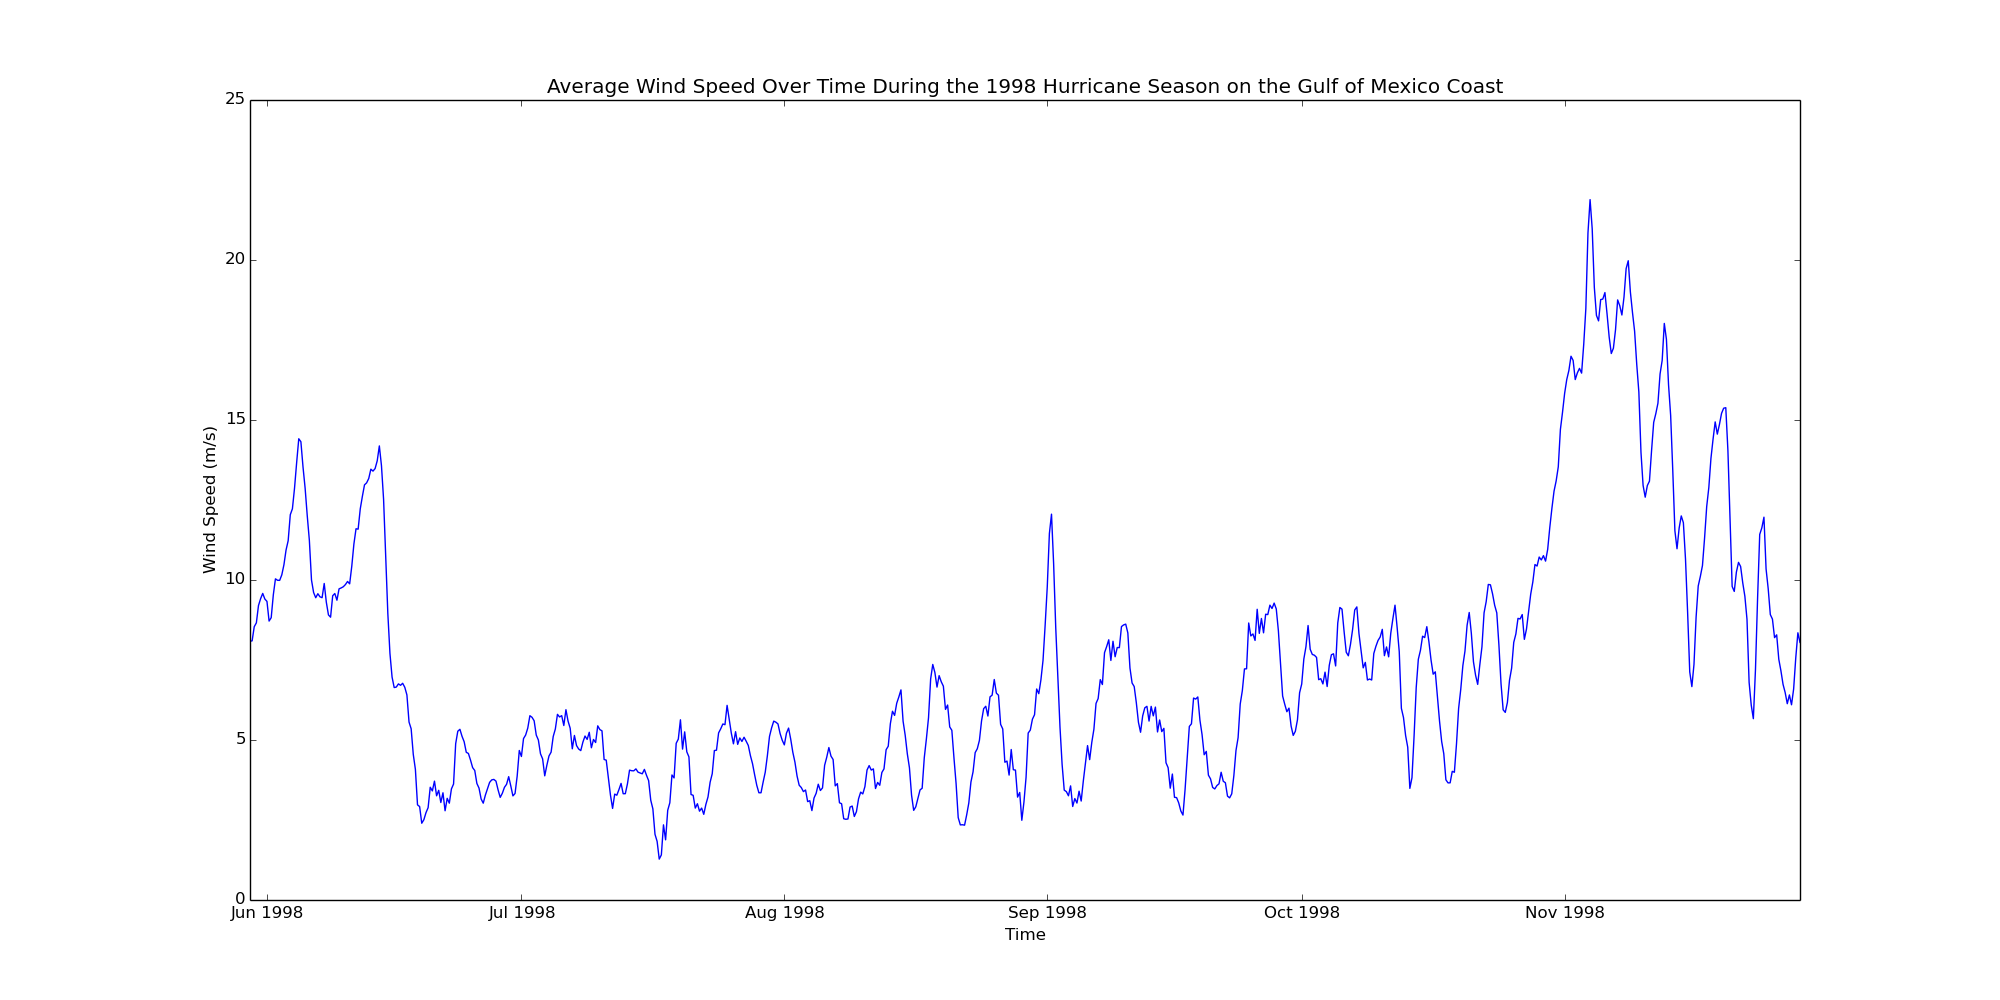 Average Wind Speed Over Time During the 1998 Hurricane Season on the Gulf of Mexico Coast
25
20
15
10
5
0
Wind Speed (m/s)
Jun 1998 Jul 1998 Aug 1998 Sep 1998 Oct 1998 Nov 1998
Time